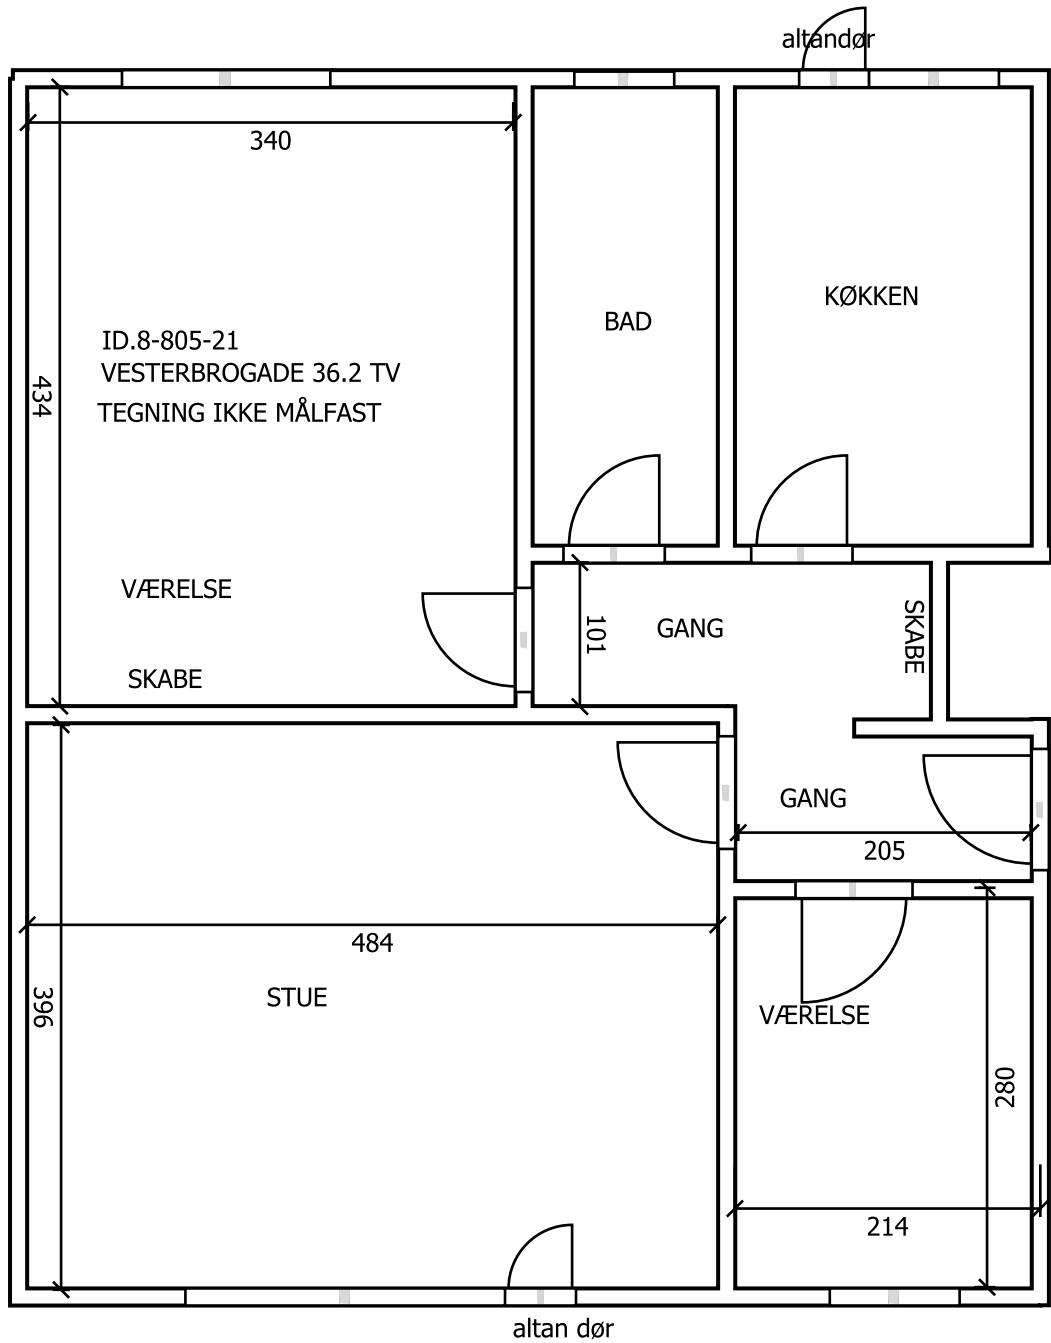 altandør
340
KØKKEN
BAD
ID.8-805-21
VESTERBROGADE 36.2 TV
TEGNING IKKE MÅLFAST
434
VÆRELSE
101
GANG
SKABE
SKABE
GANG
205
484
STUE
396
VÆRELSE
280
214
altan dør